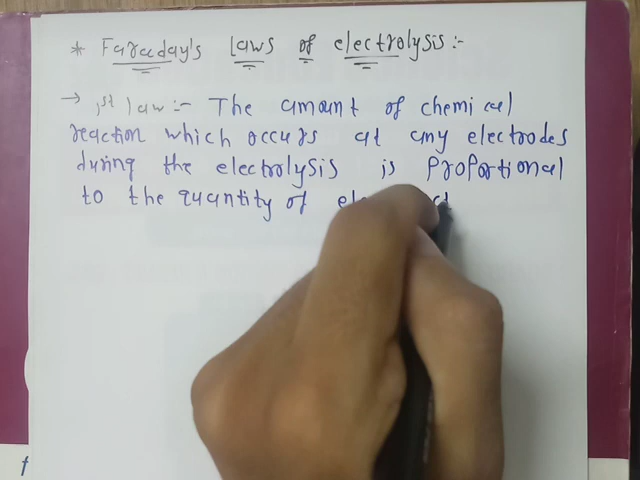 * Faraday's laws of electrolysis:-
→ 1st law:- The amount of chemical
reaction which occurs at any electrodes
during the electrolysis is proportional
to the quantity of
f